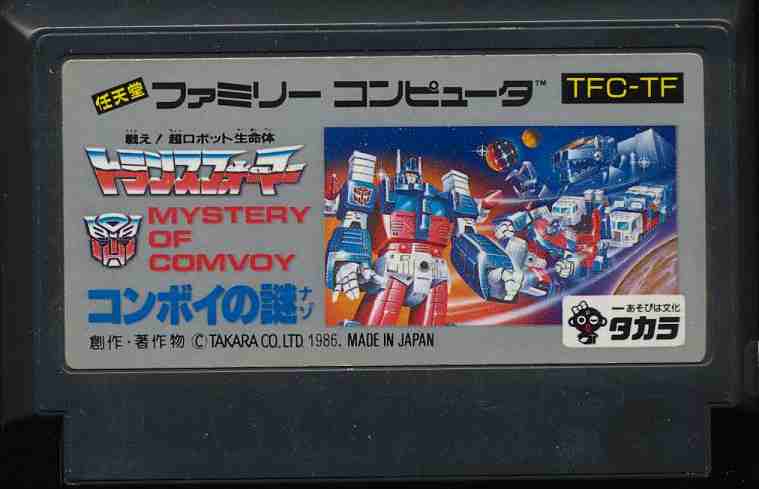 任天堂 ファミリー コンピュータ™ TFC-TF
戦え！超ロボット生命体
トランスフォーマー
MYSTERY
OF
COMVOY
コンボイの謎
ナゾ
一あそびは文化
タカラ
創作・著作物 © TAKARA CO., LTD. 1986. MADE IN JAPAN